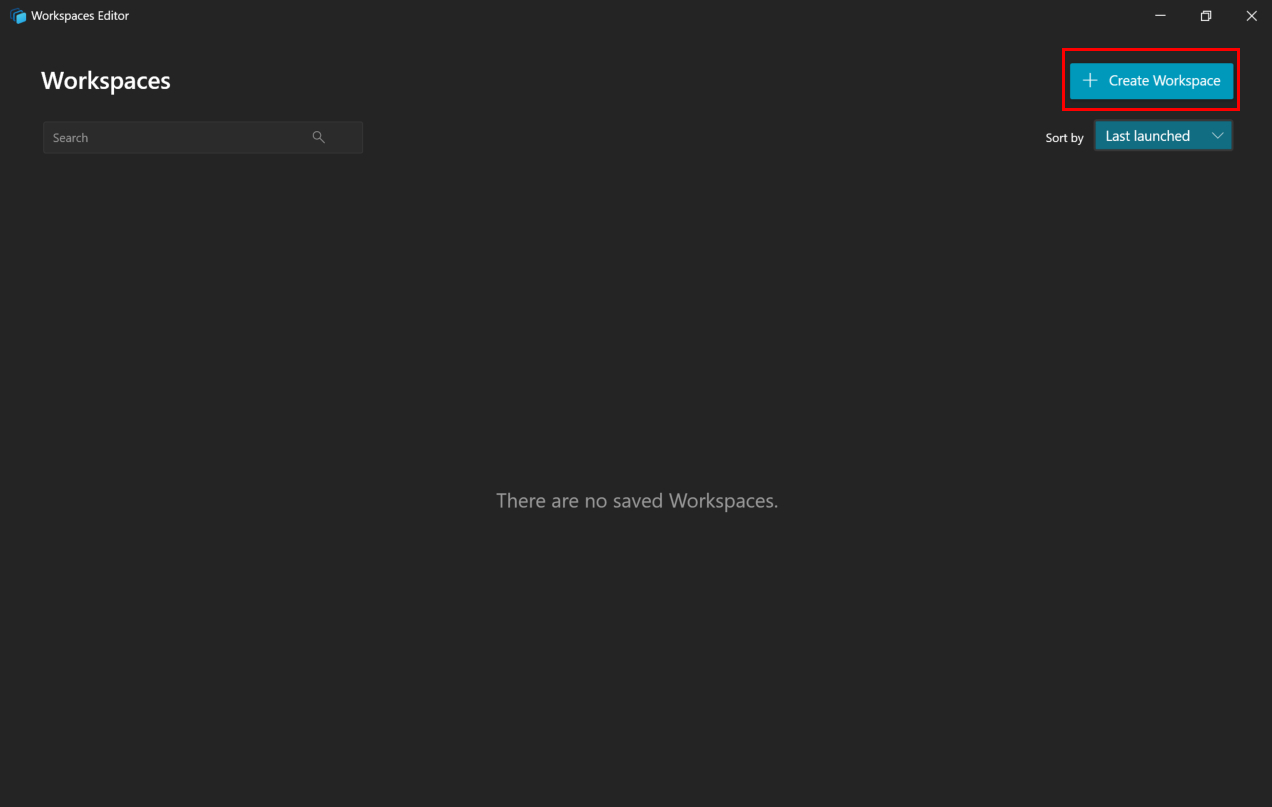 Workspaces Editor
Workspaces
Create Workspace
Search
Sort by
Last launched
There are no saved Workspaces.